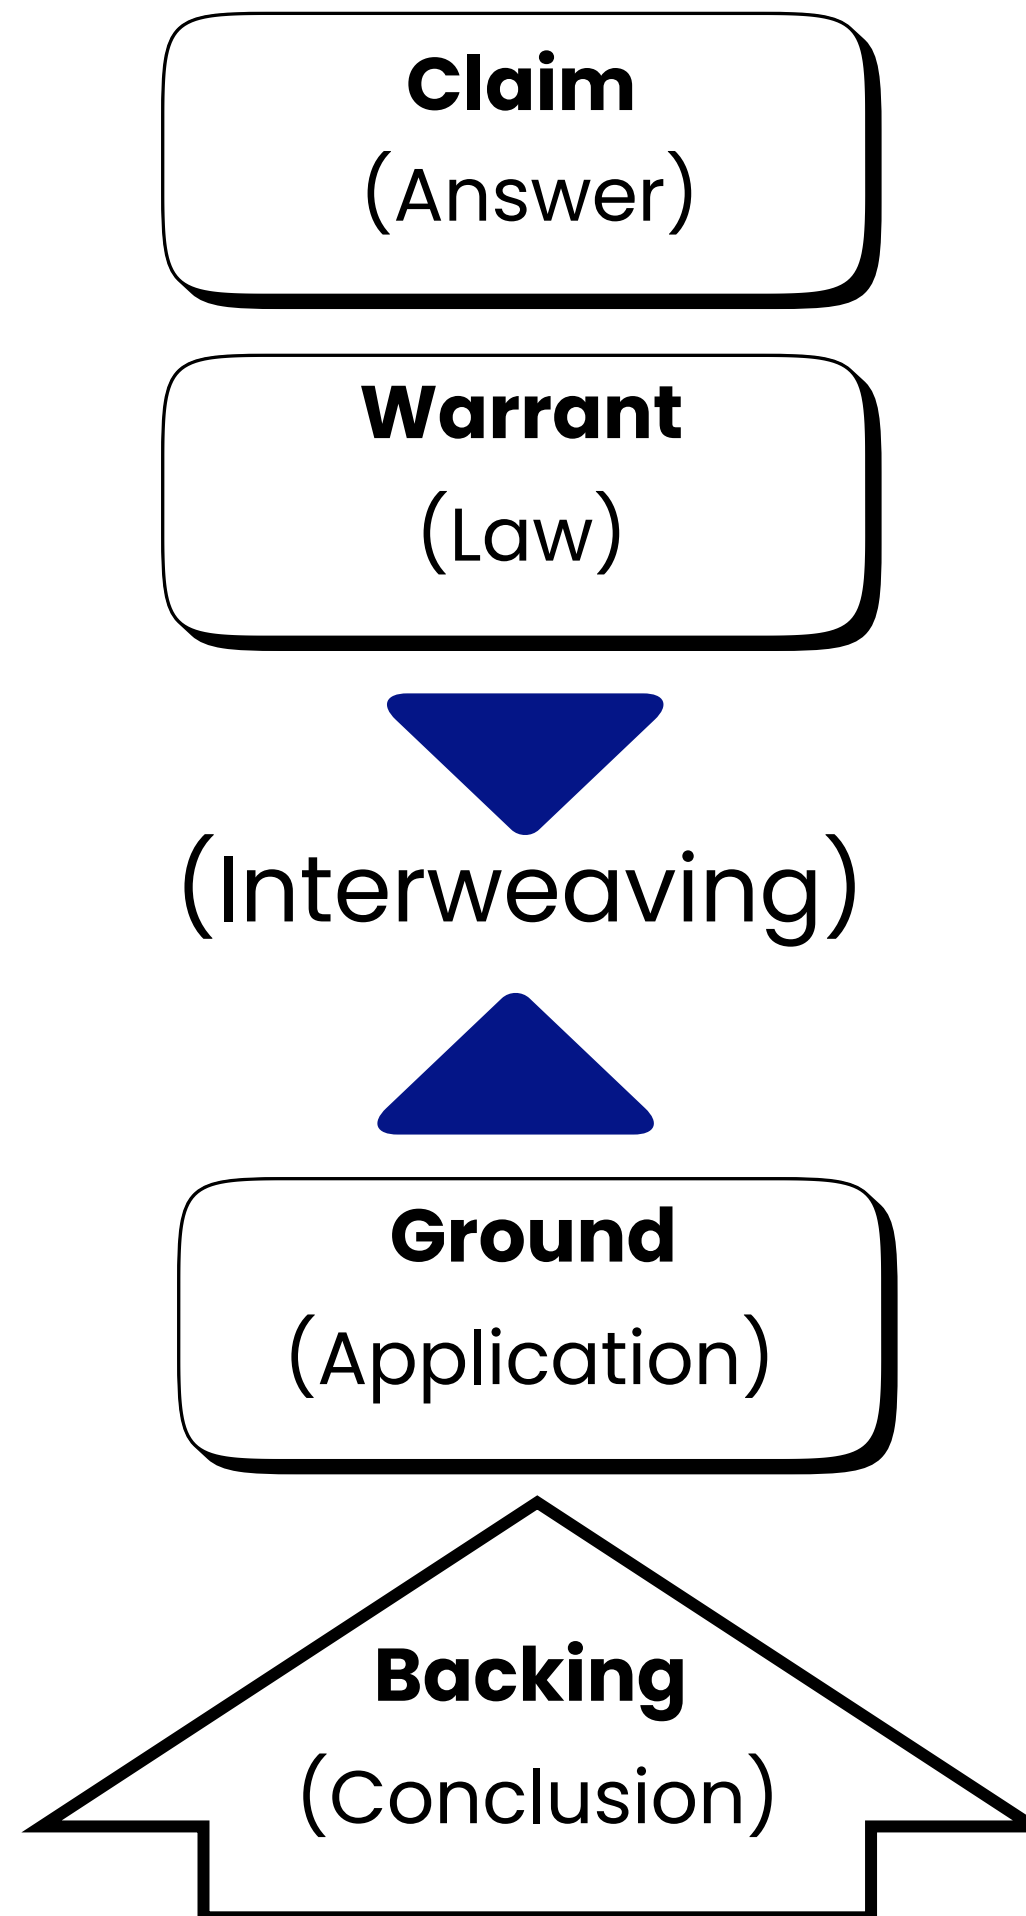 Claim
(Answer)
Warrant
(Law)
(Interweaving)
Ground
(Application)
Backing
(Conclusion)